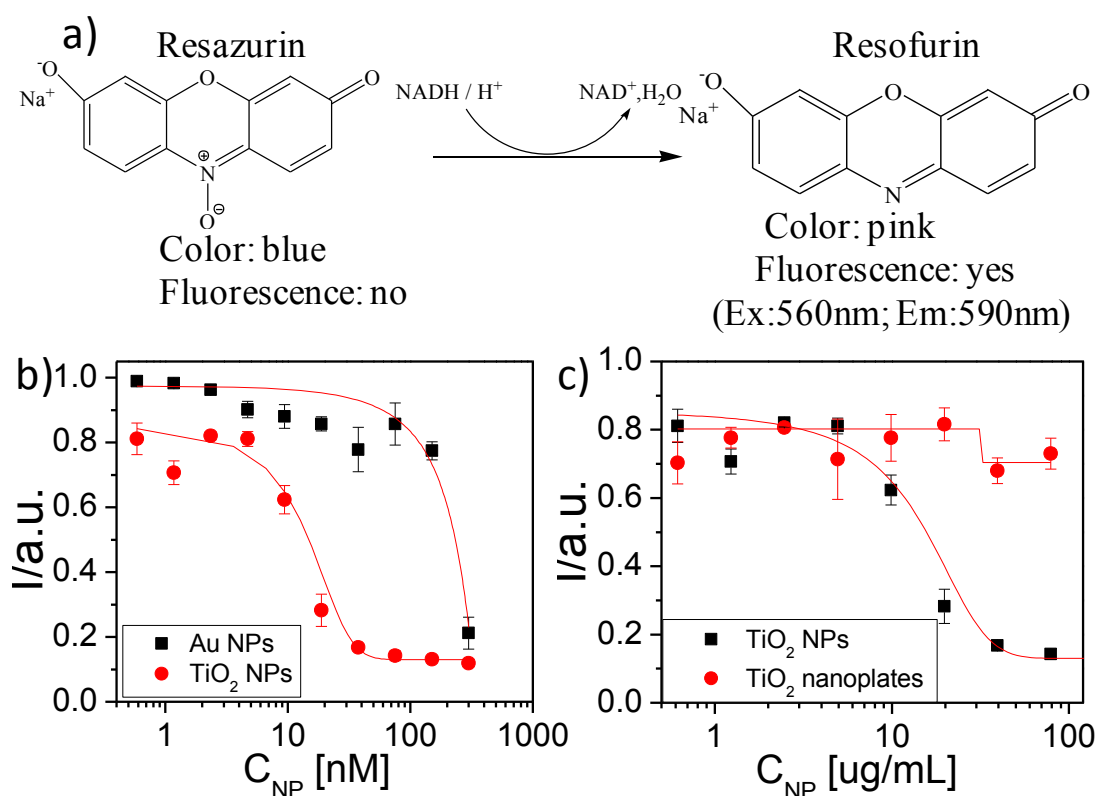 a)
Resazurin
Resofurin
⁻O
Na⁺
O
O
N
⊕
O
⊖
NADH / H⁺
NAD⁺,H₂O
⁻O
Na⁺
O
O
N
Color: blue
Fluorescence: no
Color: pink
Fluorescence: yes
(Ex:560nm; Em:590nm)
b)
I/a.u.
1.0
0.8
0.6
0.4
0.2
0.0
Au NPs
TiO₂ NPs
1
10
100
1000
C_NP [nM]
c)
I/a.u.
1.0
0.8
0.6
0.4
0.2
0.0
TiO₂ NPs
TiO₂ nanoplates
1
10
100
C_NP [ug/mL]